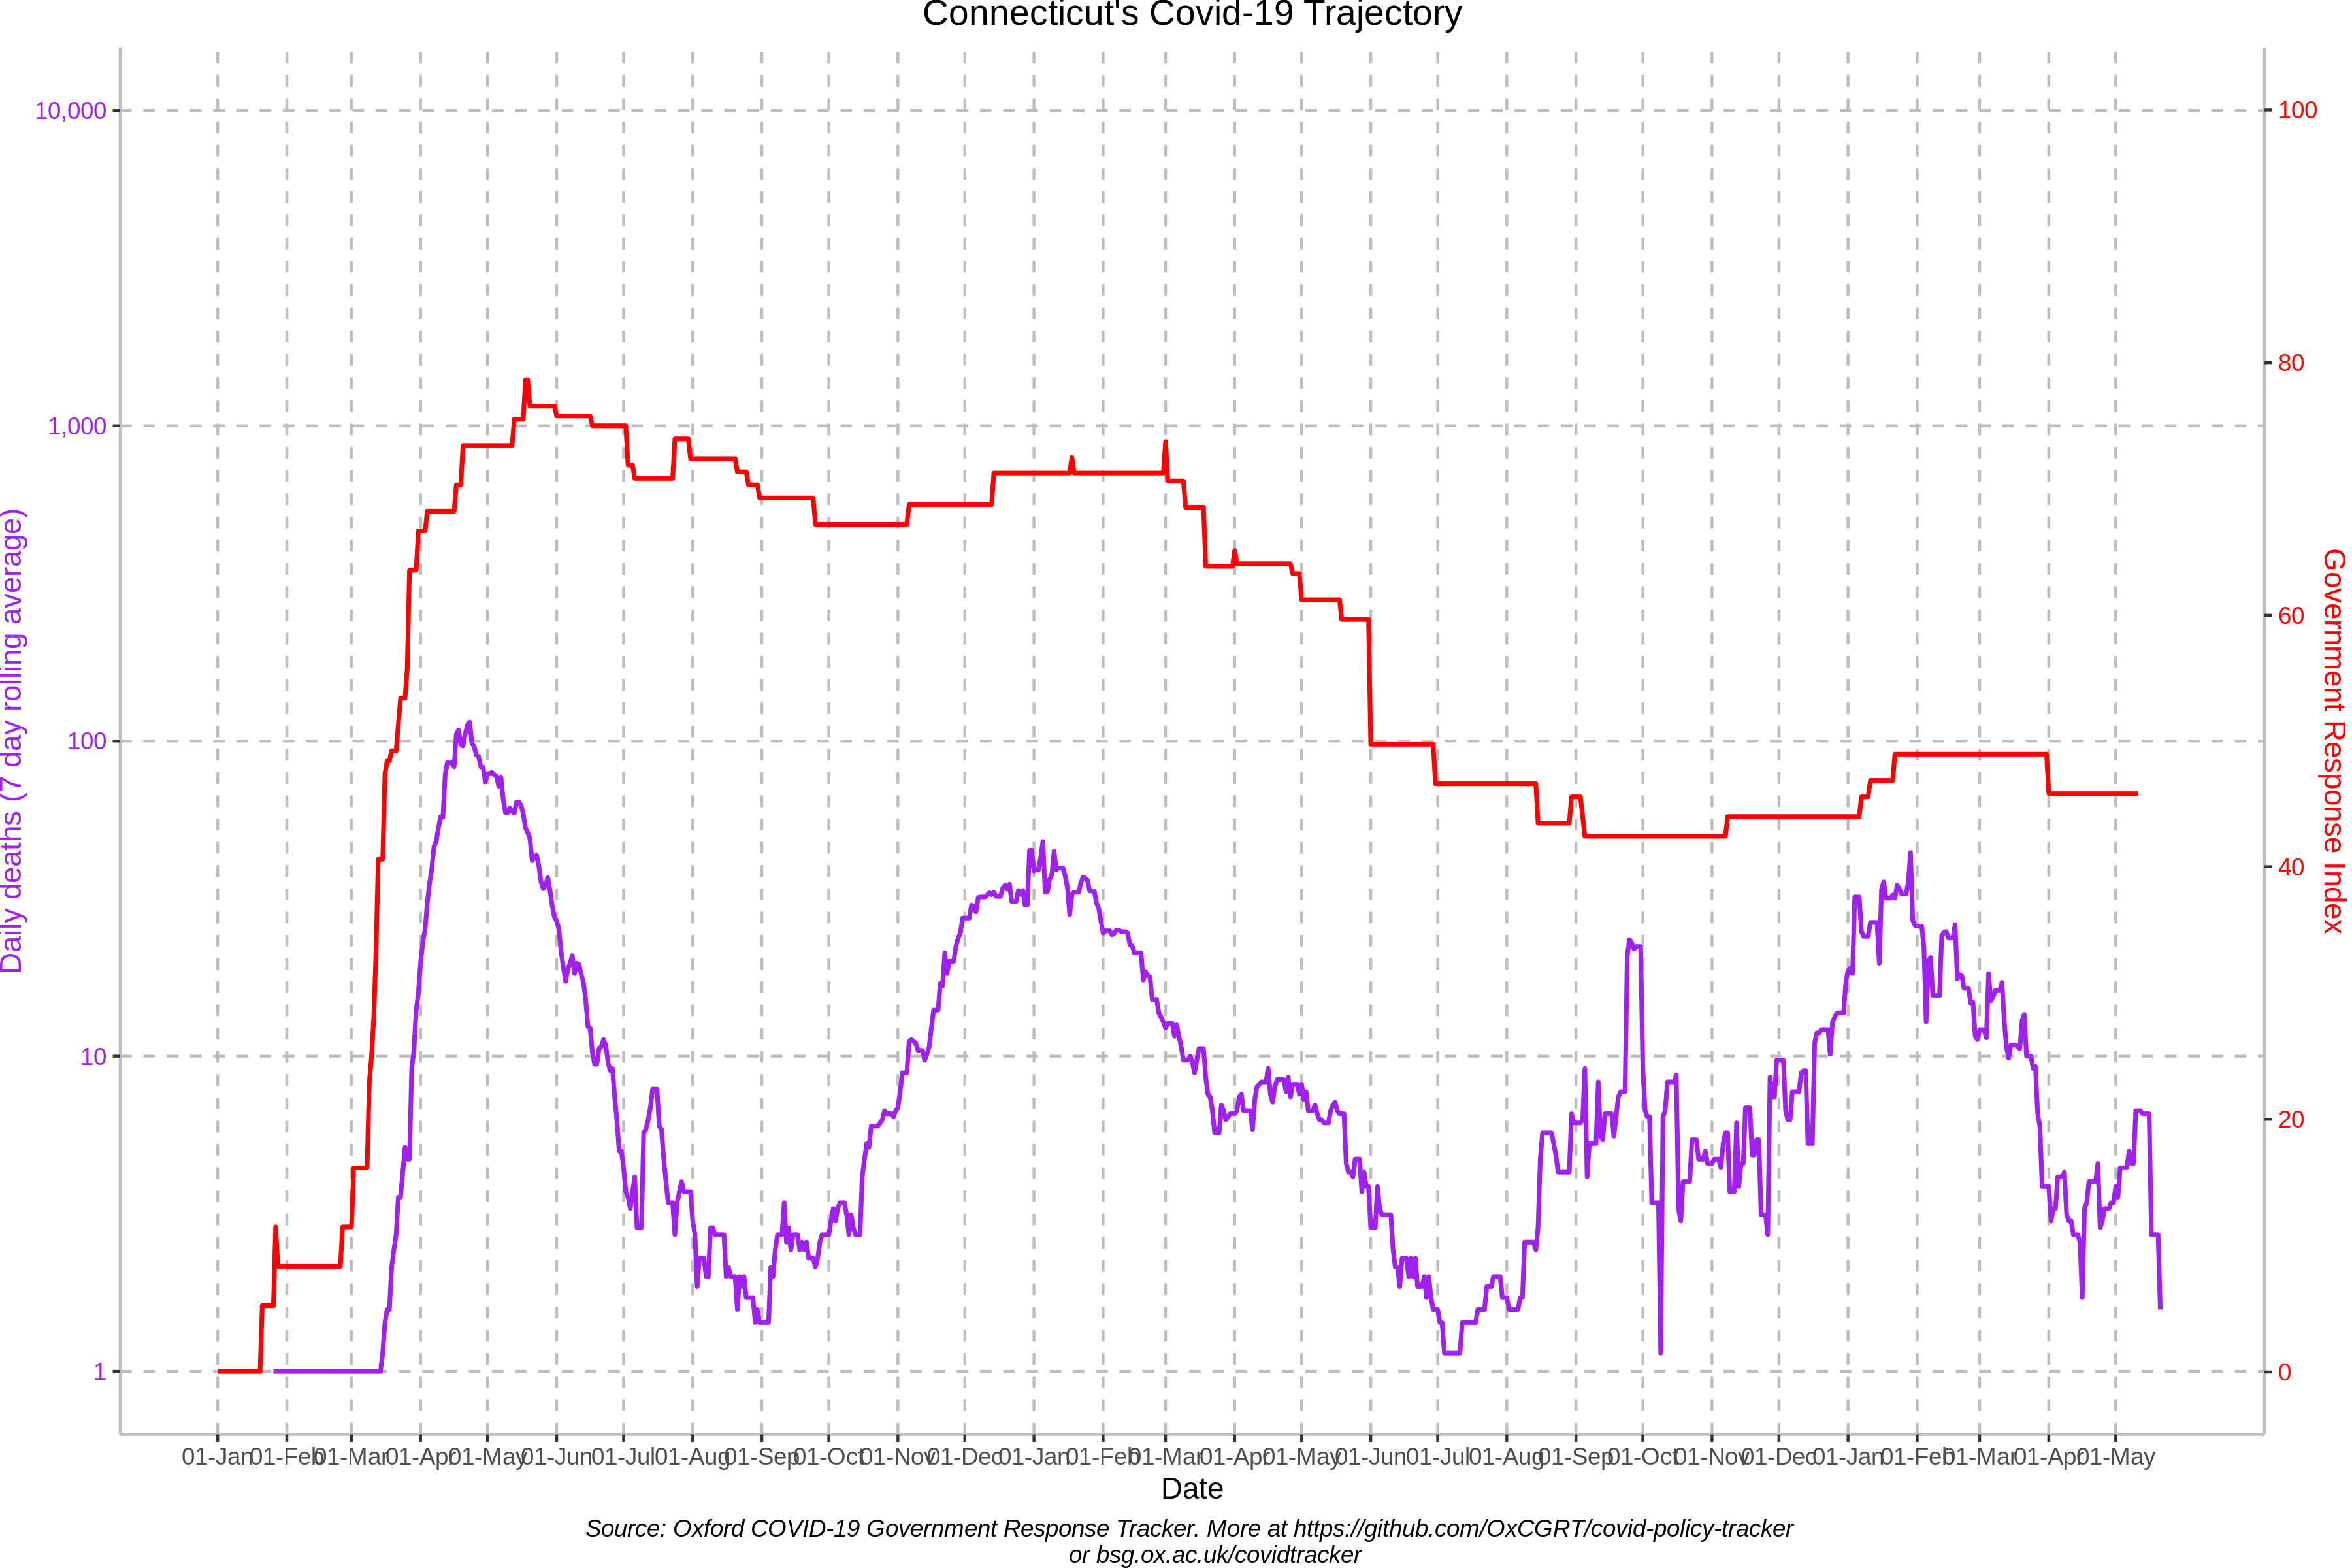 Connecticut's Covid-19 Trajectory
10,000
1,000
100
10
1
Daily deaths (7 day rolling average)
100
80
60
40
20
0
Government Response Index
01-Jan 01-Feb 01-Mar 01-Apr 01-May 01-Jun 01-Jul 01-Aug 01-Sep 01-Oct 01-Nov 01-Dec 01-Jan 01-Feb 01-Mar 01-Apr 01-May 01-Jun 01-Jul 01-Aug 01-Sep 01-Oct 01-Nov 01-Dec 01-Jan 01-Feb 01-Mar 01-Apr 01-May
Date
Source: Oxford COVID-19 Government Response Tracker. More at https://github.com/OxCGRT/covid-policy-tracker
or bsg.ox.ac.uk/covidtracker